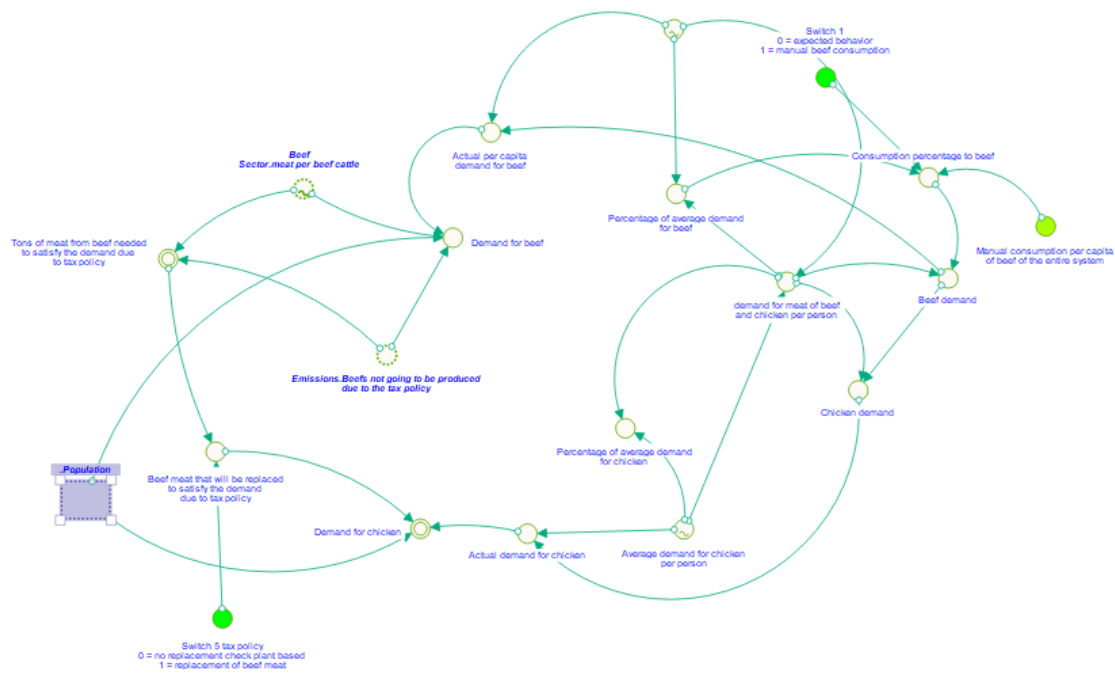 Switch 1
0 = expected behavior
1 = manual beef consumption
Beef
Sector.meat per beef cattle
Actual per capita
demand for beef
Consumption percentage to beef
Percentage of average demand
for beef
Tons of meat from beef needed
to satisfy the demand due
to tax policy
Demand for beef
Manual consumption per capita
of beef of the entire system
demand for meat of beef
and chicken per person
Beef demand
Emissions.Beefs not going to be produced
due to the tax policy
Chicken demand
Percentage of average demand
for chicken
.Population
Beef meat that will be replaced
to satisfy the demand
due to tax policy
Demand for chicken
Actual demand for chicken
Average demand for chicken
per person
Switch 5 tax policy
0 = no replacement check plant based
1 = replacement of beef meat